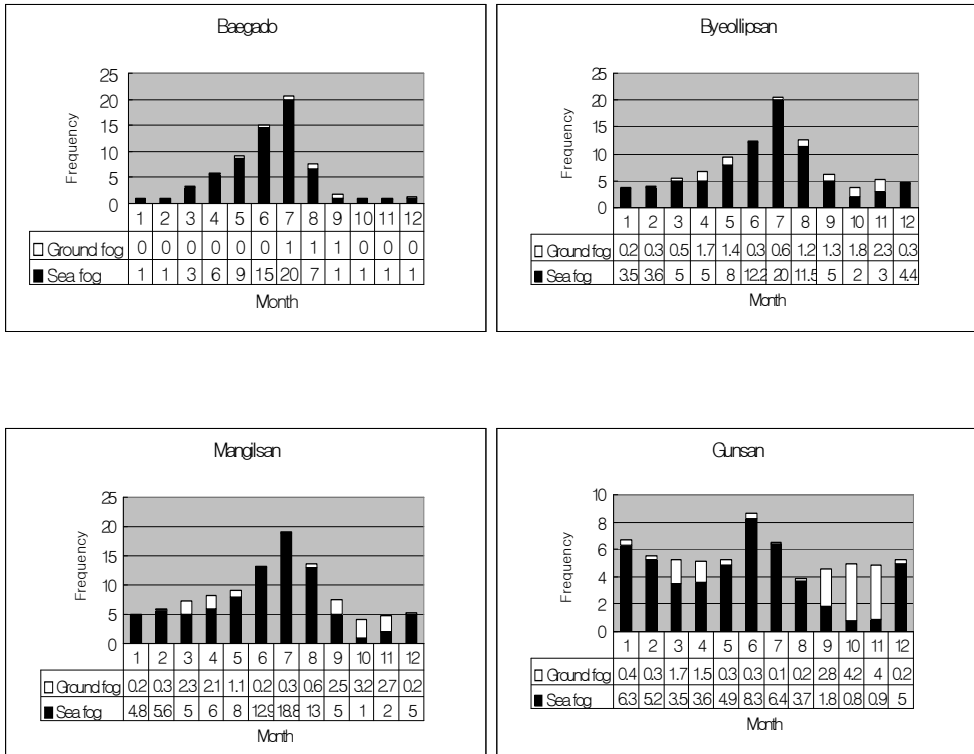 Baegado
Frequency
25
20
15
10
5
0
1 2 3 4 5 6 7 8 9 10 11 12
Ground fog 0 0 0 0 0 0 1 1 1 0 0 0
Sea fog 1 1 3 6 9 15 20 7 1 1 1 1
Month
Byeollipsan
Frequency
25
20
15
10
5
0
1 2 3 4 5 6 7 8 9 10 11 12
Ground fog 0.2 0.3 0.5 1.7 1.4 0.3 0.6 1.2 1.3 1.8 2.3 0.3
Sea fog 3.5 3.6 5 5 8 12.2 20 11.5 5 2 3 4.4
Month
Mangilsan
Frequency
25
20
15
10
5
0
1 2 3 4 5 6 7 8 9 10 11 12
Ground fog 0.2 0.3 2.3 2.1 1.1 0.2 0.3 0.6 2.5 3.2 2.7 0.2
Sea fog 4.8 5.6 5 6 8 12.9 18.8 13 5 1 2 5
Month
Gunsan
Frequency
10
8
6
4
2
0
1 2 3 4 5 6 7 8 9 10 11 12
Ground fog 0.4 0.3 1.7 1.5 0.3 0.3 0.1 0.2 2.8 4.2 4 0.2
Sea fog 6.3 5.2 3.5 3.6 4.9 8.3 6.4 3.7 1.8 0.8 0.9 5
Month